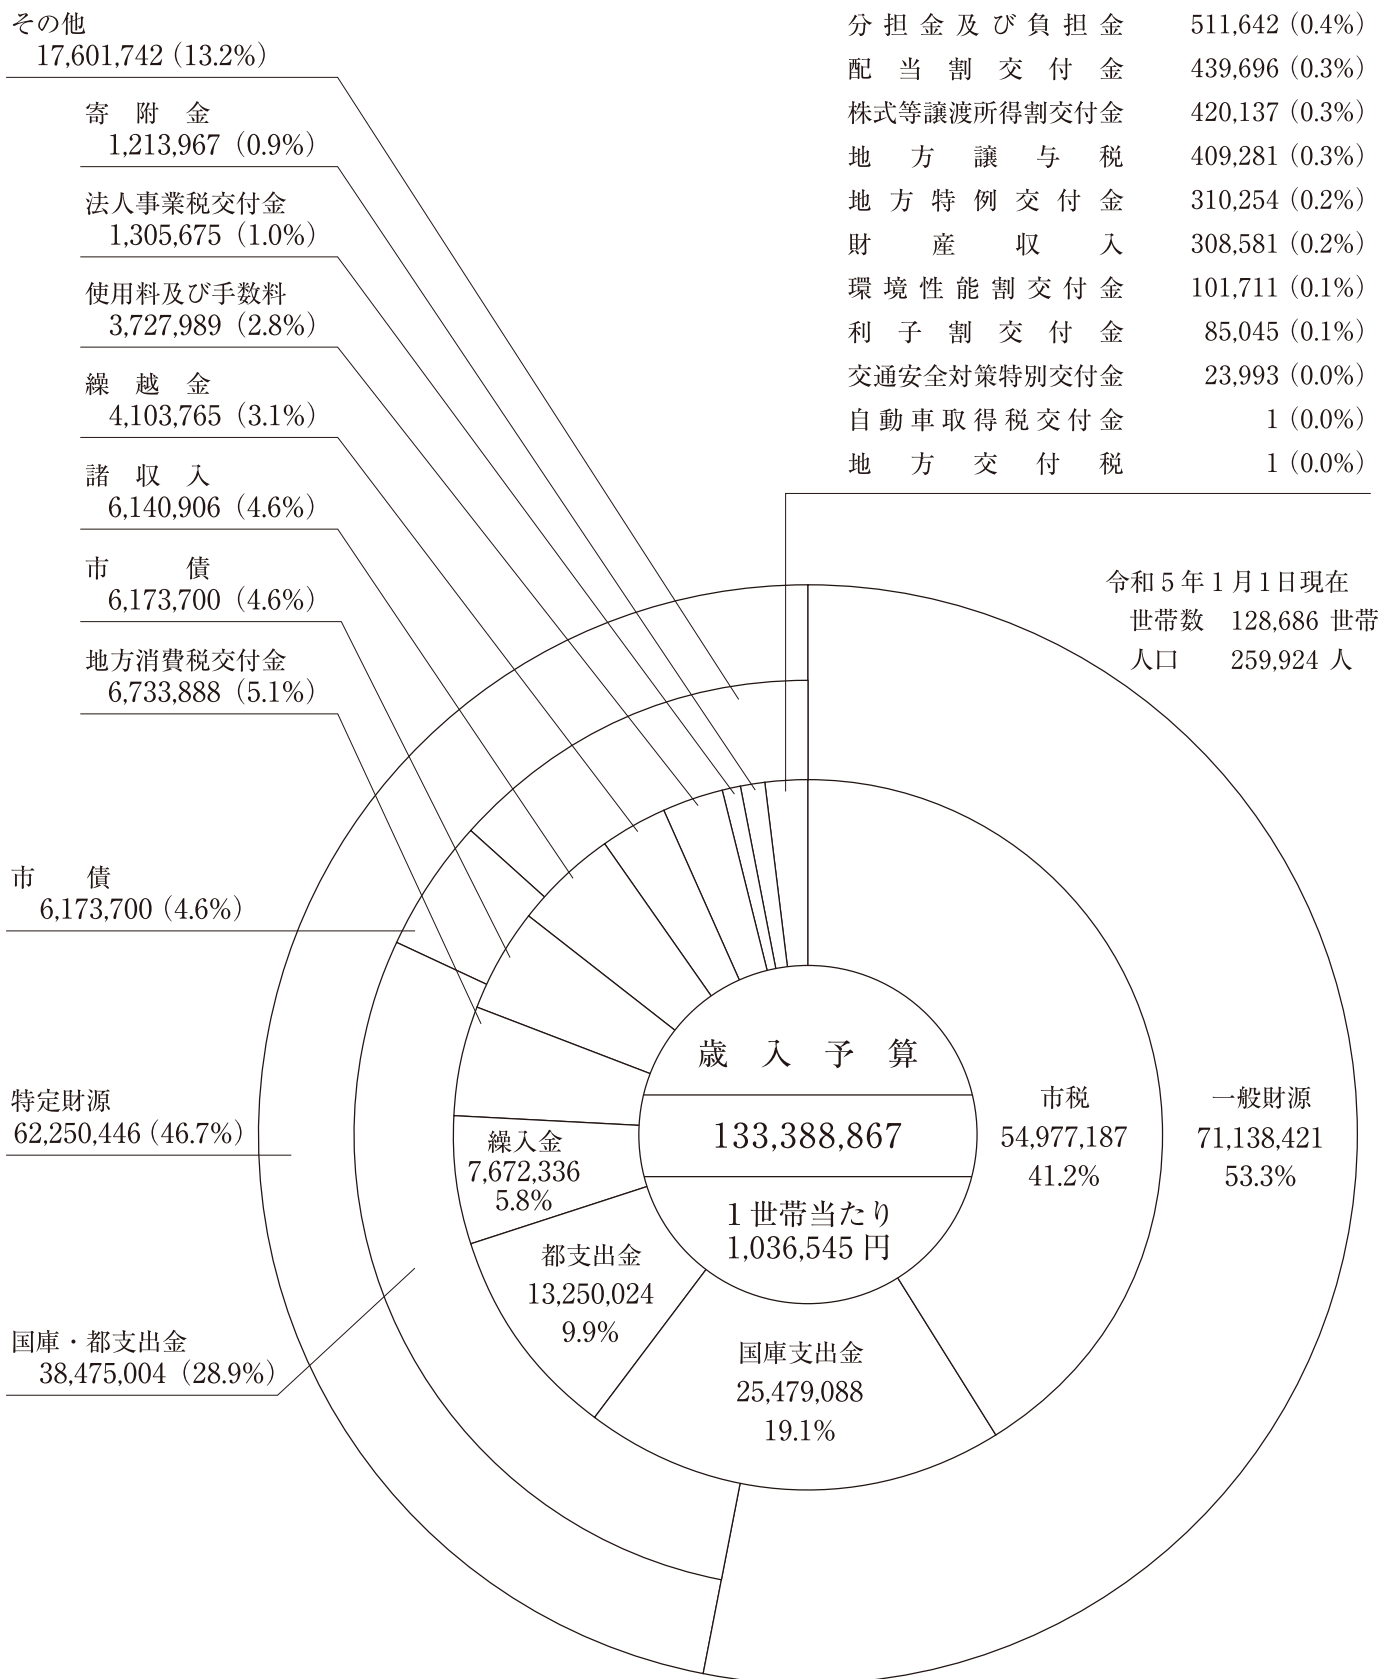 その他
17,601,742 (13.2%)
寄附金
1,213,967 (0.9%)
法人事業税交付金
1,305,675 (1.0%)
使用料及び手数料
3,727,989 (2.8%)
繰越金
4,103,765 (3.1%)
諸収入
6,140,906 (4.6%)
市債
6,173,700 (4.6%)
地方消費税交付金
6,733,888 (5.1%)
市債
6,173,700 (4.6%)
特定財源
62,250,446 (46.7%)
国庫・都支出金
38,475,004 (28.9%)
分担金及び負担金 511,642 (0.4%)
配当割交付金 439,696 (0.3%)
株式等譲渡所得割交付金 420,137 (0.3%)
地方譲与税 409,281 (0.3%)
地方特例交付金 310,254 (0.2%)
財産収入 308,581 (0.2%)
環境性能割交付金 101,711 (0.1%)
利子割交付金 85,045 (0.1%)
交通安全対策特別交付金 23,993 (0.0%)
自動車取得税交付金 1 (0.0%)
地方交付税 1 (0.0%)
令和5年1月1日現在
世帯数 128,686 世帯
人口 259,924 人
歳入予算
133,388,867
1世帯当たり
1,036,545 円
市税
54,977,187
41.2%
一般財源
71,138,421
53.3%
繰入金
7,672,336
5.8%
都支出金
13,250,024
9.9%
国庫支出金
25,479,088
19.1%